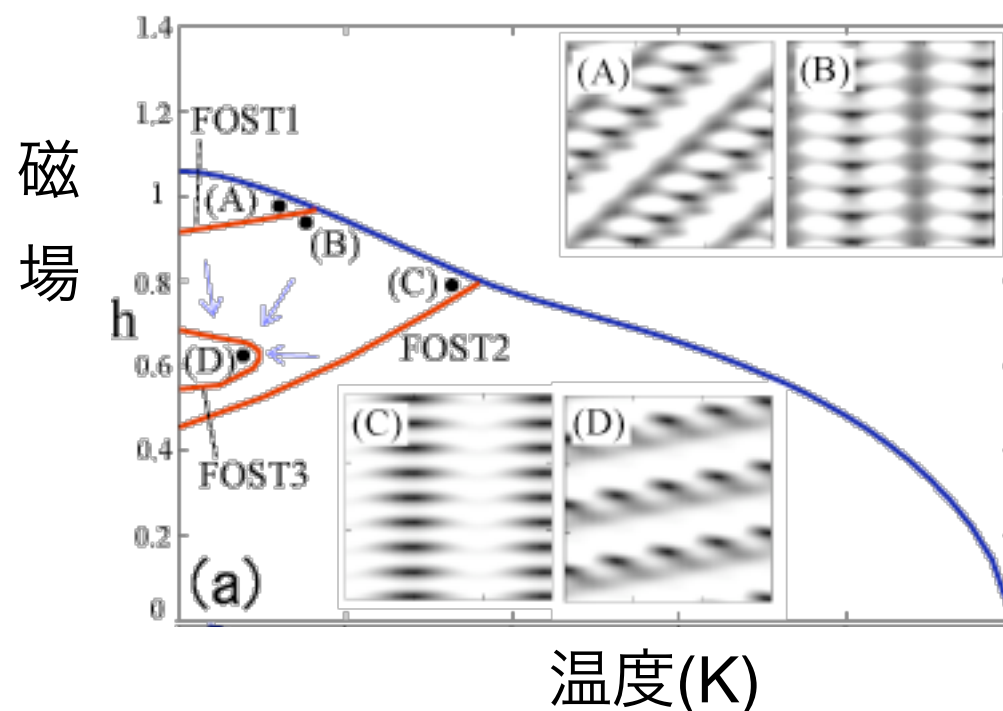 1.4
1.2
1
0.8
0.6
0.4
0.2
0
磁
場
h
FOST1
(A)
(B)
(C)
FOST2
(D)
FOST3
(a)
(A)
(B)
(C)
(D)
温度(K)